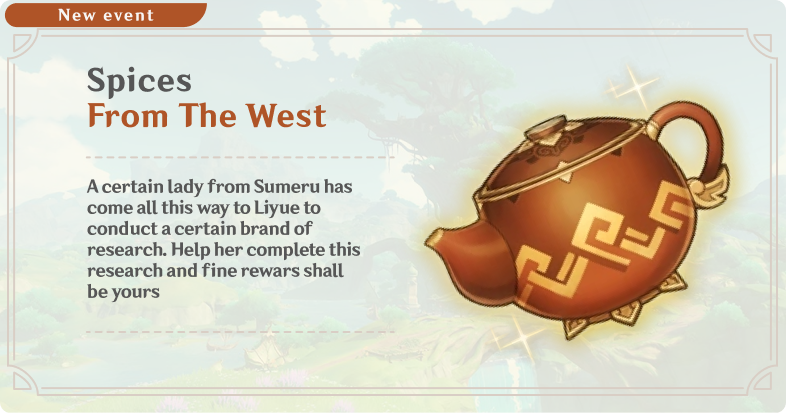 New event
Spices
From The West
A certain lady from Sumeru has
come all this way to Liyue to
conduct a certain brand of
research. Help her complete this
research and fine rewars shall
be yours